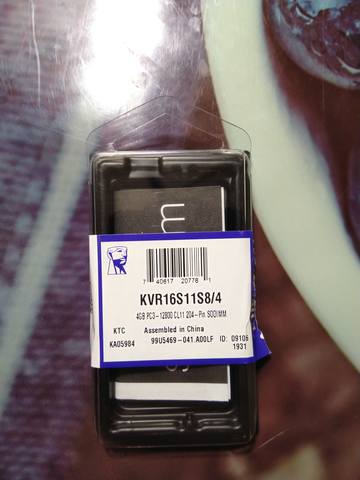 m
7 40617 20778 1
KVR16S11S8/4
4GB PC3-12800 CL11 204-Pin SODIMM
KTC Assembled in China
KA05984 99U5469-041.A00LF ID: 09106
1931